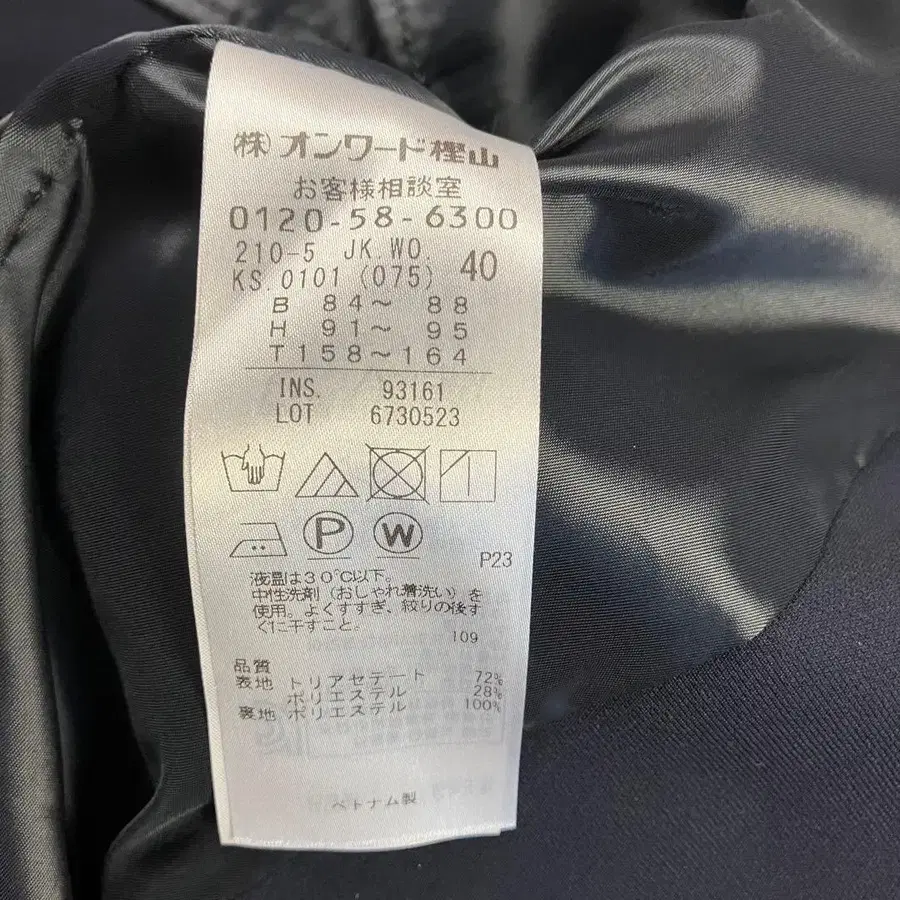 (株)オンワード樫山
お客様相談室
0120-58-6300
210-5 JK.WO.
KS.0101 (075) 40
B 84～ 88
H 91～ 95
T158～164
INS. 93161
LOT 6730523
P W
P23
液温は30℃以下。
中性洗剤(おしゃれ着洗い)を
使用。よくすすぎ、絞りの後す
ぐに干すこと。
109
品質
表地 トリアセテート 72%
ポリエステル 28%
裏地 ポリエステル 100%
ベトナム製